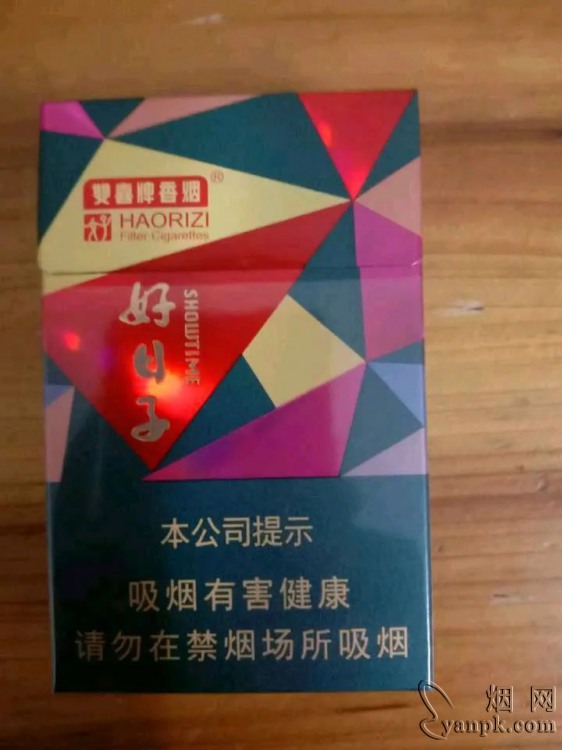 雙喜牌香烟®
HAORIZI
Filter Cigarettes
好日子
SHOWTIME
本公司提示
吸烟有害健康
请勿在禁烟场所吸烟
烟网
yanpk.com